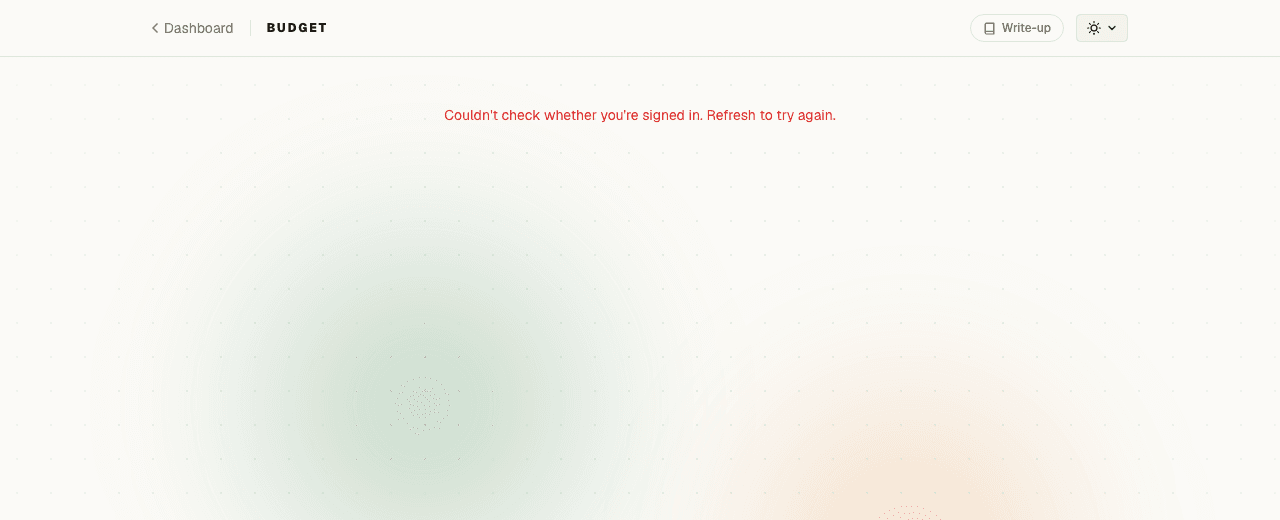 Dashboard
BUDGET
Write-up
Couldn't check whether you're signed in. Refresh to try again.